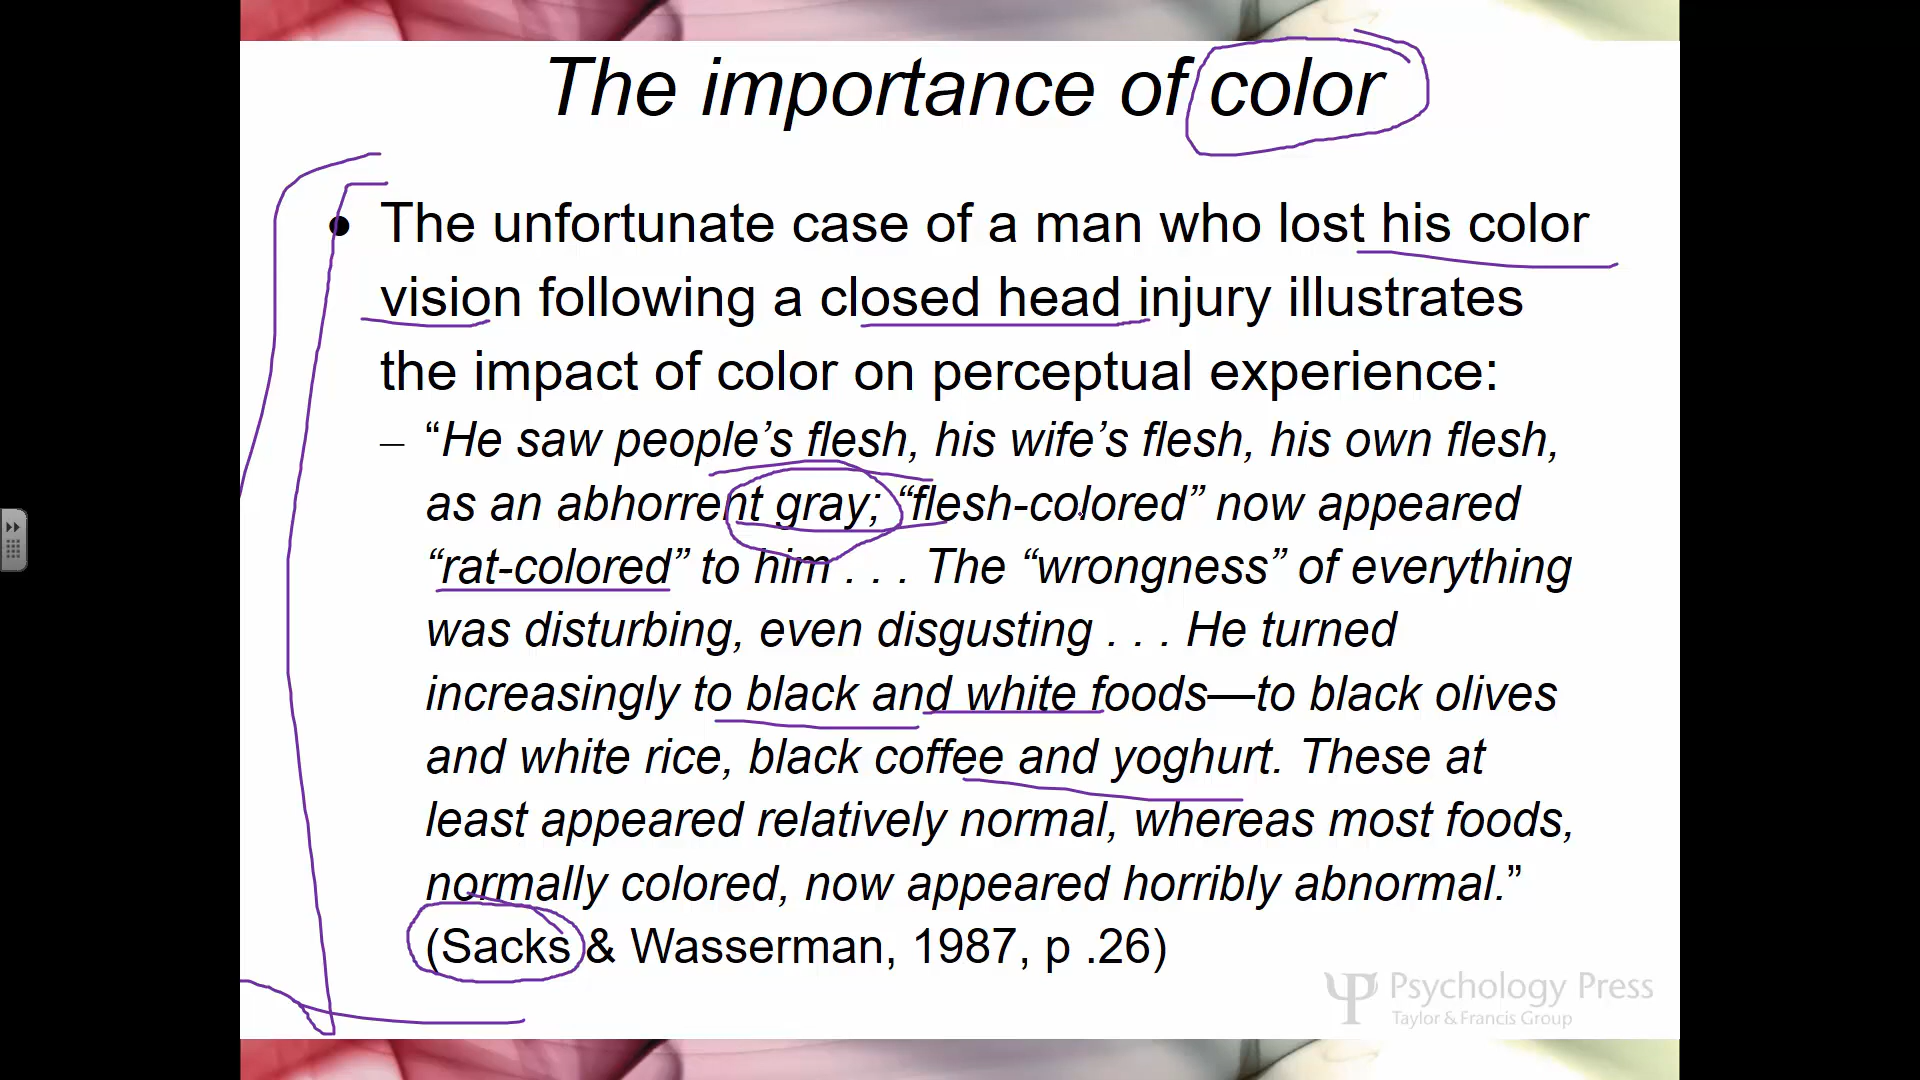 The importance of color
• The unfortunate case of a man who lost his color
vision following a closed head injury illustrates
the impact of color on perceptual experience:
– “He saw people’s flesh, his wife’s flesh, his own flesh,
as an abhorrent gray; “flesh-colored” now appeared
“rat-colored” to him . . . The “wrongness” of everything
was disturbing, even disgusting . . . He turned
increasingly to black and white foods—to black olives
and white rice, black coffee and yoghurt. These at
least appeared relatively normal, whereas most foods,
normally colored, now appeared horribly abnormal.”
(Sacks & Wasserman, 1987, p .26)
Psychology Press
Taylor & Francis Group